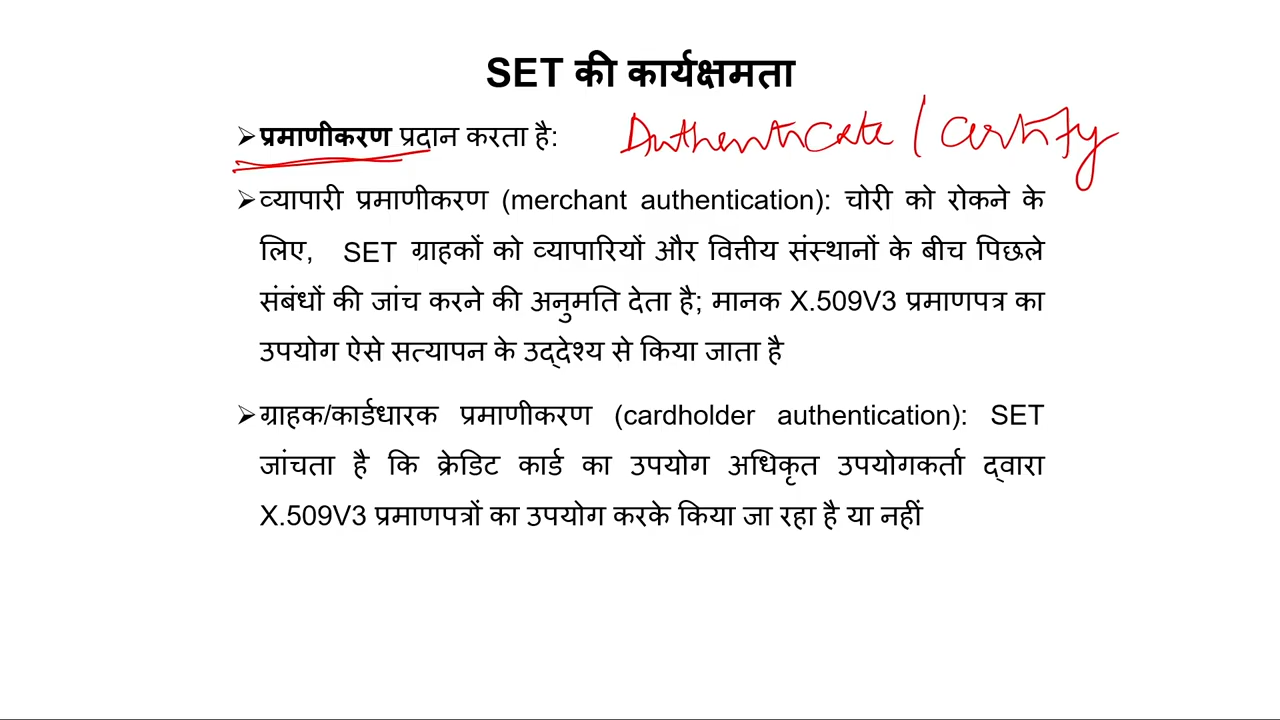 SET की कार्यक्षमता
➢प्रमाणीकरण प्रदान करता है: Authenticate / Certify
➢व्यापारी प्रमाणीकरण (merchant authentication): चोरी को रोकने के
लिए, SET ग्राहकों को व्यापारियों और वित्तीय संस्थानों के बीच पिछले
संबंधों की जांच करने की अनुमति देता है; मानक X.509V3 प्रमाणपत्र का
उपयोग ऐसे सत्यापन के उद्देश्य से किया जाता है
➢ग्राहक/कार्डधारक प्रमाणीकरण (cardholder authentication): SET
जांचता है कि क्रेडिट कार्ड का उपयोग अधिकृत उपयोगकर्ता द्वारा
X.509V3 प्रमाणपत्रों का उपयोग करके किया जा रहा है या नहीं